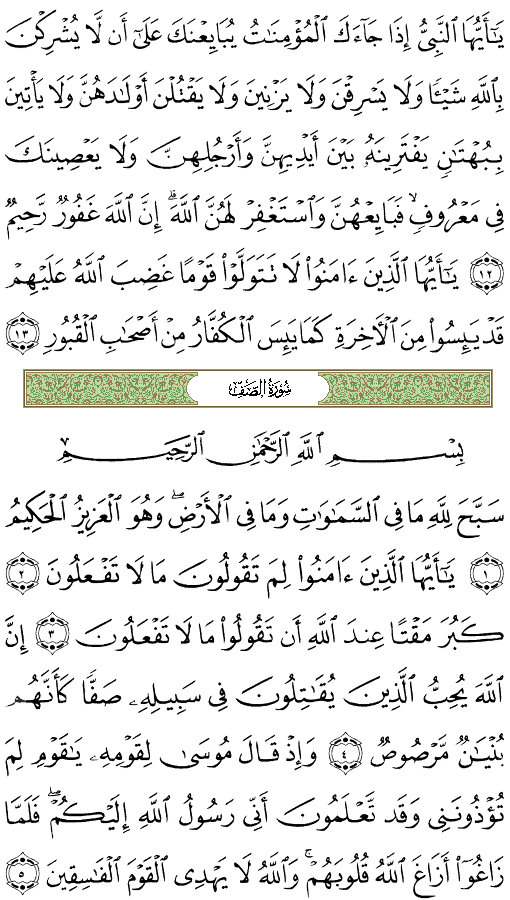 يَٰٓأَيُّهَا ٱلنَّبِيُّ إِذَا جَآءَكَ ٱلۡمُؤۡمِنَٰتُ يُبَايِعۡنَكَ عَلَىٰٓ أَن لَّا يُشۡرِكۡنَ
بِٱللَّهِ شَيۡـٔٗا وَلَا يَسۡرِقۡنَ وَلَا يَزۡنِينَ وَلَا يَقۡتُلۡنَ أَوۡلَٰدَهُنَّ وَلَا يَأۡتِينَ
بِبُهۡتَٰنٖ يَفۡتَرِينَهُۥ بَيۡنَ أَيۡدِيهِنَّ وَأَرۡجُلِهِنَّ وَلَا يَعۡصِينَكَ
فِي مَعۡرُوفٖ فَبَايِعۡهُنَّ وَٱسۡتَغۡفِرۡ لَهُنَّ ٱللَّهَۚ إِنَّ ٱللَّهَ غَفُورٞ رَّحِيمٞ
١٢ يَٰٓأَيُّهَا ٱلَّذِينَ ءَامَنُواْ لَا تَتَوَلَّوۡاْ قَوۡمًا غَضِبَ ٱللَّهُ عَلَيۡهِمۡ
قَدۡ يَئِسُواْ مِنَ ٱلۡأٓخِرَةِ كَمَا يَئِسَ ٱلۡكُفَّارُ مِنۡ أَصۡحَٰبِ ٱلۡقُبُورِ ١٣
سُورَةُ الصَّفِّ
بِسۡمِ ٱللَّهِ ٱلرَّحۡمَٰنِ ٱلرَّحِيمِ
سَبَّحَ لِلَّهِ مَا فِي ٱلسَّمَٰوَٰتِ وَمَا فِي ٱلۡأَرۡضِۖ وَهُوَ ٱلۡعَزِيزُ ٱلۡحَكِيمُ
١ يَٰٓأَيُّهَا ٱلَّذِينَ ءَامَنُواْ لِمَ تَقُولُونَ مَا لَا تَفۡعَلُونَ ٢
كَبُرَ مَقۡتًا عِندَ ٱللَّهِ أَن تَقُولُواْ مَا لَا تَفۡعَلُونَ ٣ إِنَّ
ٱللَّهَ يُحِبُّ ٱلَّذِينَ يُقَٰتِلُونَ فِي سَبِيلِهِۦ صَفّٗا كَأَنَّهُم
بُنۡيَٰنٞ مَّرۡصُوصٞ ٤ وَإِذۡ قَالَ مُوسَىٰ لِقَوۡمِهِۦ يَٰقَوۡمِ لِمَ
تُؤۡذُونَنِي وَقَد تَّعۡلَمُونَ أَنِّي رَسُولُ ٱللَّهِ إِلَيۡكُمۡۖ فَلَمَّا
زَاغُوٓاْ أَزَاغَ ٱللَّهُ قُلُوبَهُمۡۚ وَٱللَّهُ لَا يَهۡدِي ٱلۡقَوۡمَ ٱلۡفَٰسِقِينَ ٥